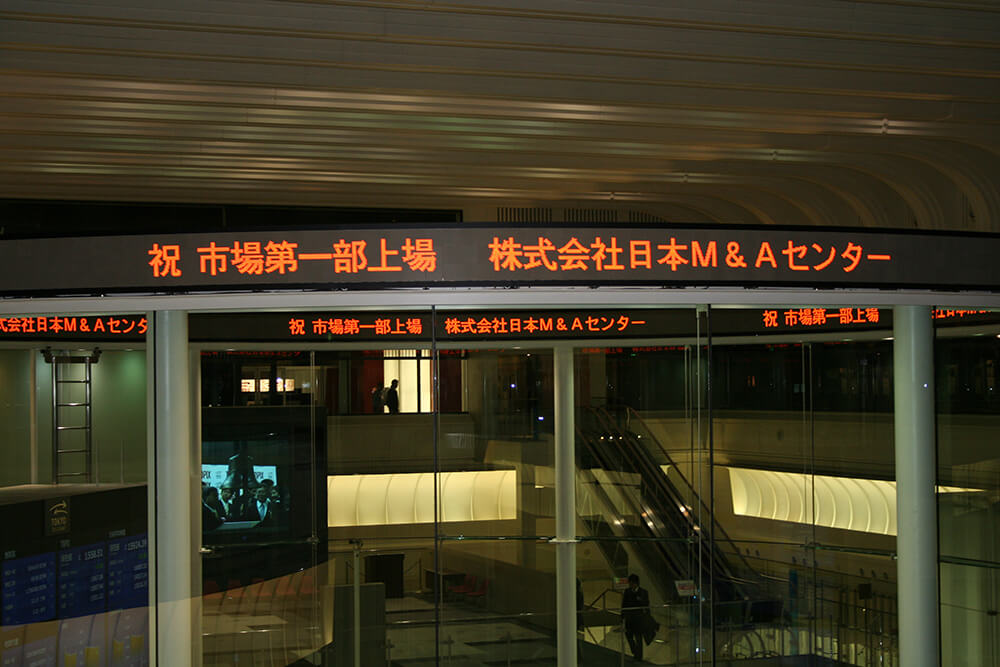 祝 市場第一部上場 株式会社日本M&Aセンター
会社日本M&Aセンタ
祝 市場第一部上場 株式会社日本M&Aセンター
祝 市場第一部上場
TOKYO